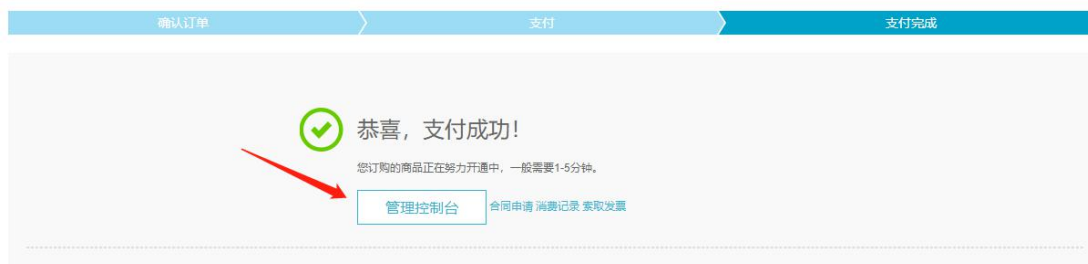 确认订单 支付 支付完成
恭喜，支付成功！
您订购的商品正在努力开通中，一般需要1-5分钟。
管理控制台 合同申请 消费记录 索取发票